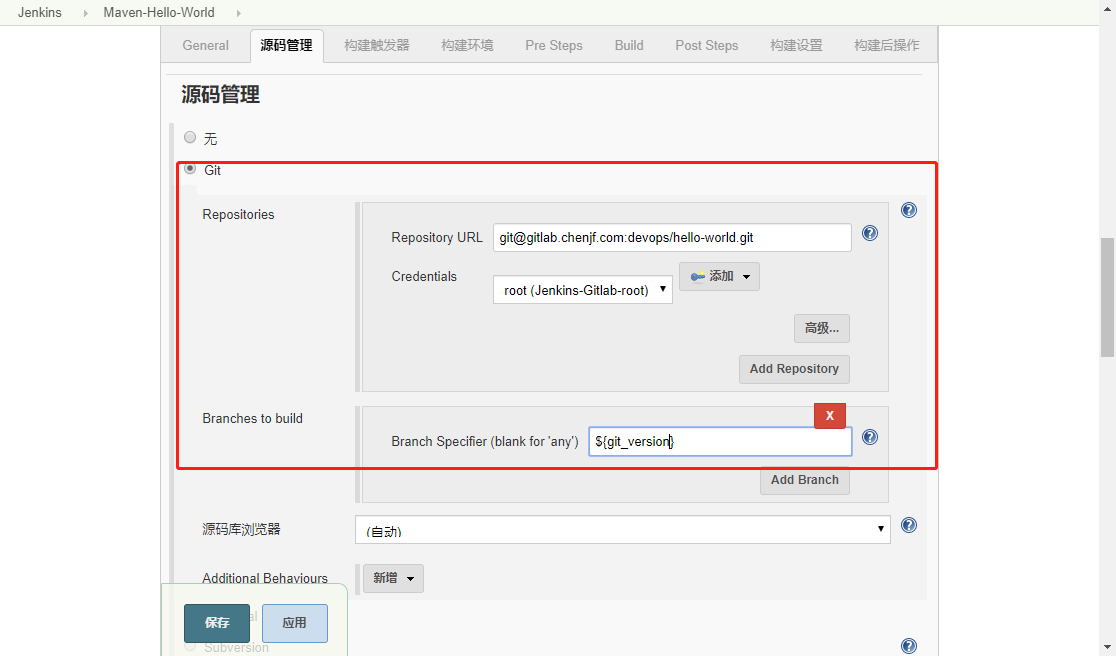 Jenkins Maven-Hello-World
General 源码管理 构建触发器 构建环境 Pre Steps Build Post Steps 构建设置 构建后操作
源码管理
无
Git
Repositories
Repository URL git@gitlab.chenjf.com:devops/hello-world.git
Credentials root (Jenkins-Gitlab-root) 添加
高级...
Add Repository
Branches to build
X
Branch Specifier (blank for 'any') ${git_version}
Add Branch
源码库浏览器 (自动)
Additional Behaviours 新增
保存 应用
Subversion